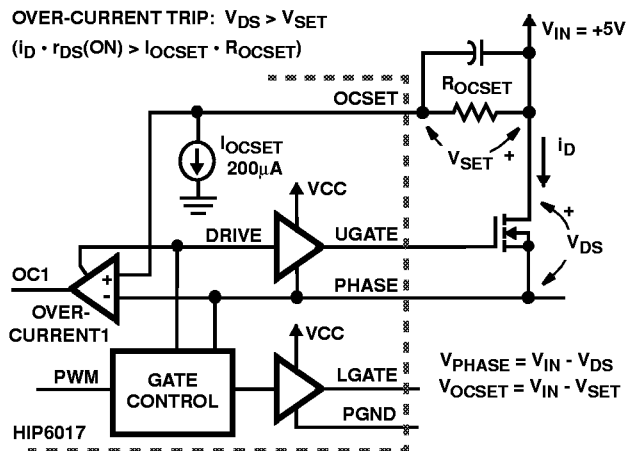 OVER-CURRENT TRIP: VDS > VSET
(iD • rDS(ON) > IOCSET • ROCSET)
VIN = +5V
OCSET
ROCSET
IOCSET
200µA
VSET +
iD
VCC
DRIVE
UGATE
+
VDS
OC1
+
-
PHASE
OVER-
CURRENT1
VCC
PWM
GATE
CONTROL
LGATE
PGND
VPHASE = VIN - VDS
VOCSET = VIN - VSET
HIP6017